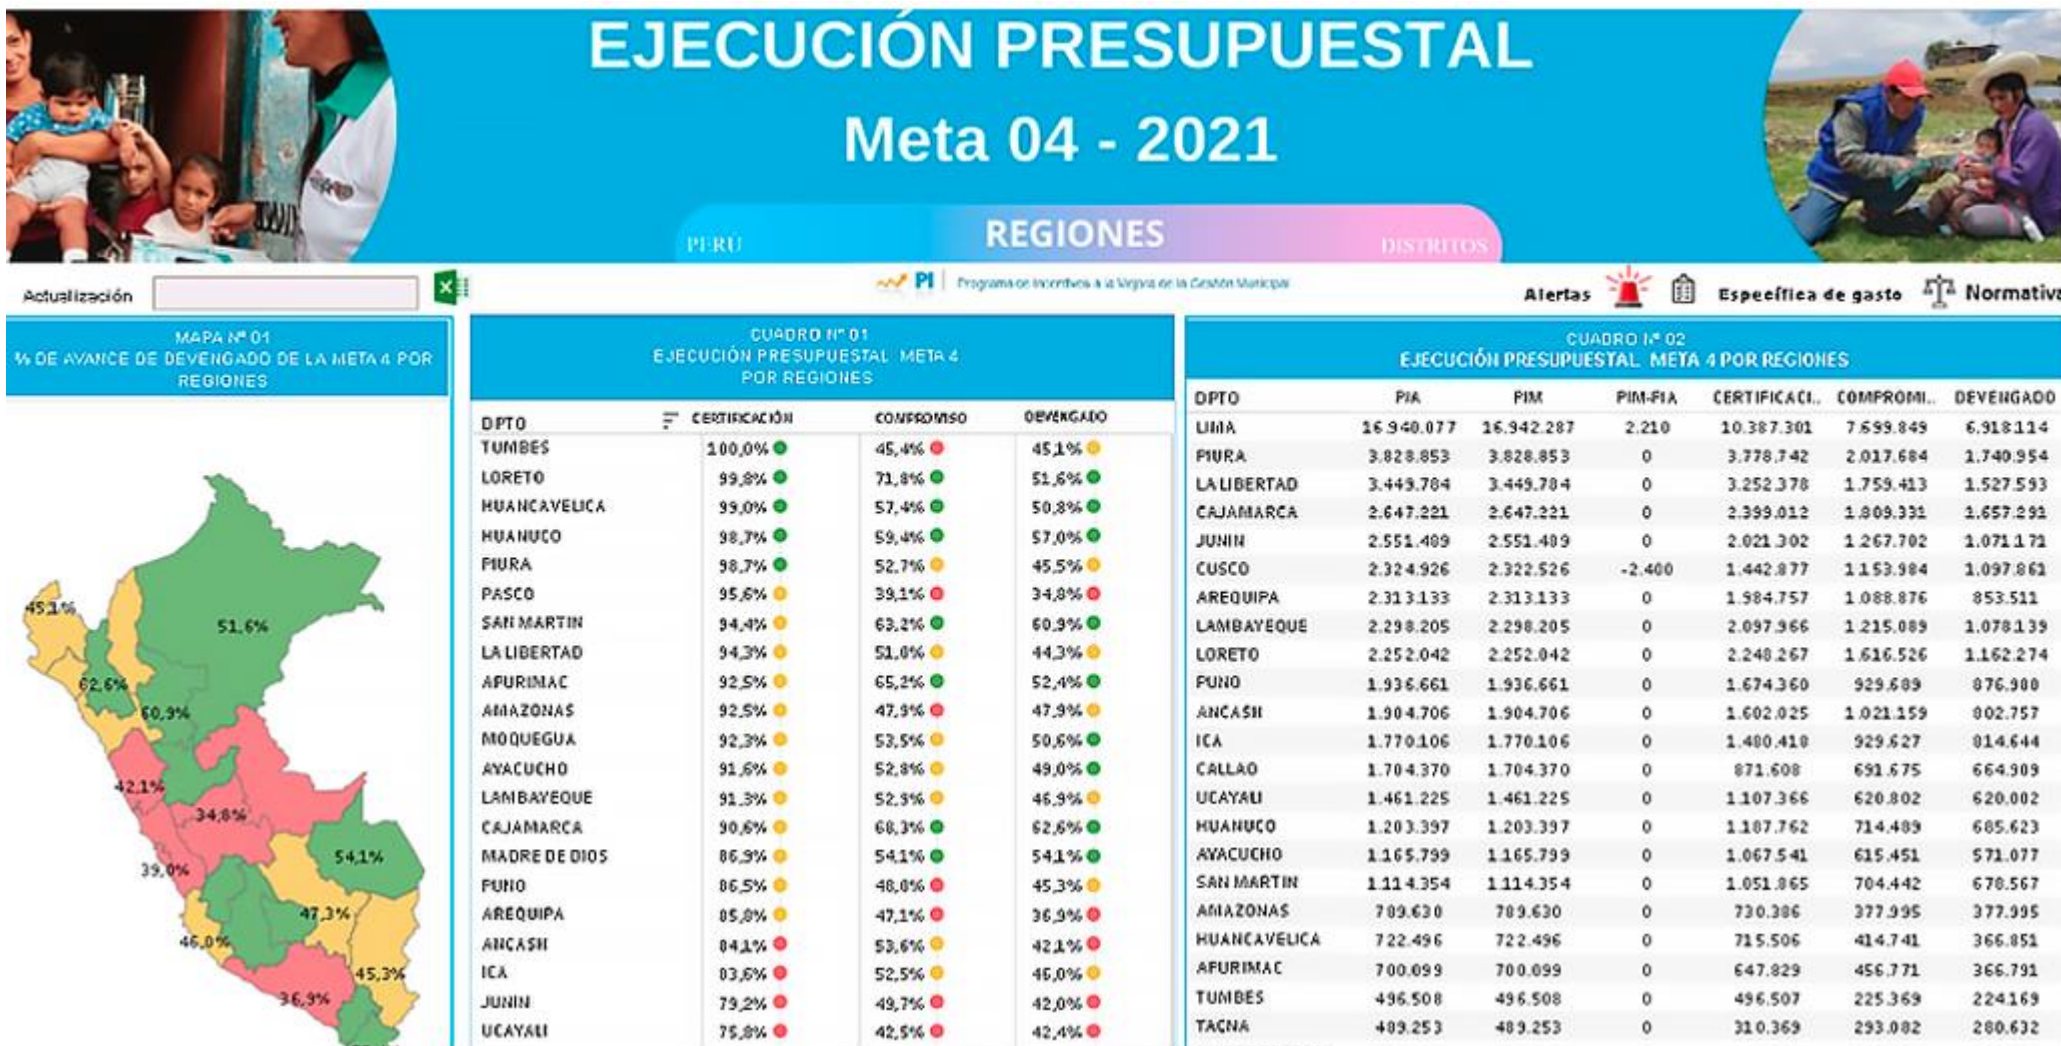 EJECUCIÓN PRESUPUESTAL
Meta 04 - 2021
PERÚ REGIONES DISTRITOS
Actualización
PI Programa de Incentivos a la Mejora de la Gestión Municipal
Alertas Específica de gasto Normativa
MAPA Nº 01
% DE AVANCE DE DEVENGADO DE LA META 4 POR
REGIONES
45,1%
51,6%
62,6%
60,9%
42,1%
34,8%
39,0%
54,1%
47,3%
46,0%
45,3%
36,9%
CUADRO Nº 01
EJECUCIÓN PRESUPUESTAL META 4
POR REGIONES
DPTO CERTIFICACIÓN COMPROMISO DEVENGADO
TUMBES 100,0% 45,4% 45,1%
LORETO 99,8% 71,8% 51,6%
HUANCAVELICA 99,0% 57,4% 50,8%
HUANUCO 98,7% 59,4% 57,0%
PIURA 98,7% 52,7% 45,5%
PASCO 95,6% 39,1% 34,8%
SAN MARTIN 94,4% 63,2% 60,9%
LA LIBERTAD 94,3% 51,0% 44,3%
APURIMAC 92,5% 65,2% 52,4%
AMAZONAS 92,5% 47,9% 47,9%
MOQUEGUA 92,3% 53,5% 50,6%
AYACUCHO 91,6% 52,8% 49,0%
LAMBAYEQUE 91,3% 52,9% 46,9%
CAJAMARCA 90,6% 68,3% 62,6%
MADRE DE DIOS 86,9% 54,1% 54,1%
PUNO 86,5% 48,0% 45,3%
AREQUIPA 85,8% 47,1% 36,9%
ANCASH 84,1% 53,6% 42,1%
ICA 83,6% 52,5% 46,0%
JUNIN 79,2% 49,7% 42,0%
UCAYALI 75,8% 42,5% 42,4%
CUADRO Nº 02
EJECUCIÓN PRESUPUESTAL META 4 POR REGIONES
DPTO PIA PIM PIM-PIA CERTIFICACI.. COMPROMI.. DEVENGADO
LIMA 16.940.077 16.942.287 2.210 10.387.301 7.699.849 6.918.114
PIURA 3.828.853 3.828.853 0 3.778.742 2.017.684 1.740.954
LA LIBERTAD 3.449.784 3.449.784 0 3.252.378 1.759.413 1.527.593
CAJAMARCA 2.647.221 2.647.221 0 2.399.012 1.809.331 1.657.291
JUNIN 2.551.489 2.551.489 0 2.021.302 1.267.702 1.071.171
CUSCO 2.324.926 2.322.526 -2.400 1.442.877 1.153.984 1.097.861
AREQUIPA 2.313.133 2.313.133 0 1.984.757 1.088.876 853.511
LAMBAYEQUE 2.298.205 2.298.205 0 2.097.966 1.215.089 1.078.139
LORETO 2.252.042 2.252.042 0 2.248.267 1.616.526 1.162.274
PUNO 1.936.661 1.936.661 0 1.674.360 929.689 876.980
ANCASH 1.904.706 1.904.706 0 1.602.025 1.021.159 802.757
ICA 1.770.106 1.770.106 0 1.480.418 929.627 814.644
CALLAO 1.704.370 1.704.370 0 871.608 691.675 664.909
UCAYALI 1.461.225 1.461.225 0 1.107.366 620.802 620.002
HUANUCO 1.203.397 1.203.397 0 1.187.762 714.489 685.623
AYACUCHO 1.165.799 1.165.799 0 1.067.541 615.451 571.077
SAN MARTIN 1.114.354 1.114.354 0 1.051.865 704.442 678.567
AMAZONAS 789.630 789.630 0 730.386 377.995 377.995
HUANCAVELICA 722.496 722.496 0 715.506 414.741 366.851
APURIMAC 700.099 700.099 0 647.829 456.771 366.791
TUMBES 496.508 496.508 0 496.507 225.369 224.169
TACNA 489.253 489.253 0 310.369 293.082 280.632